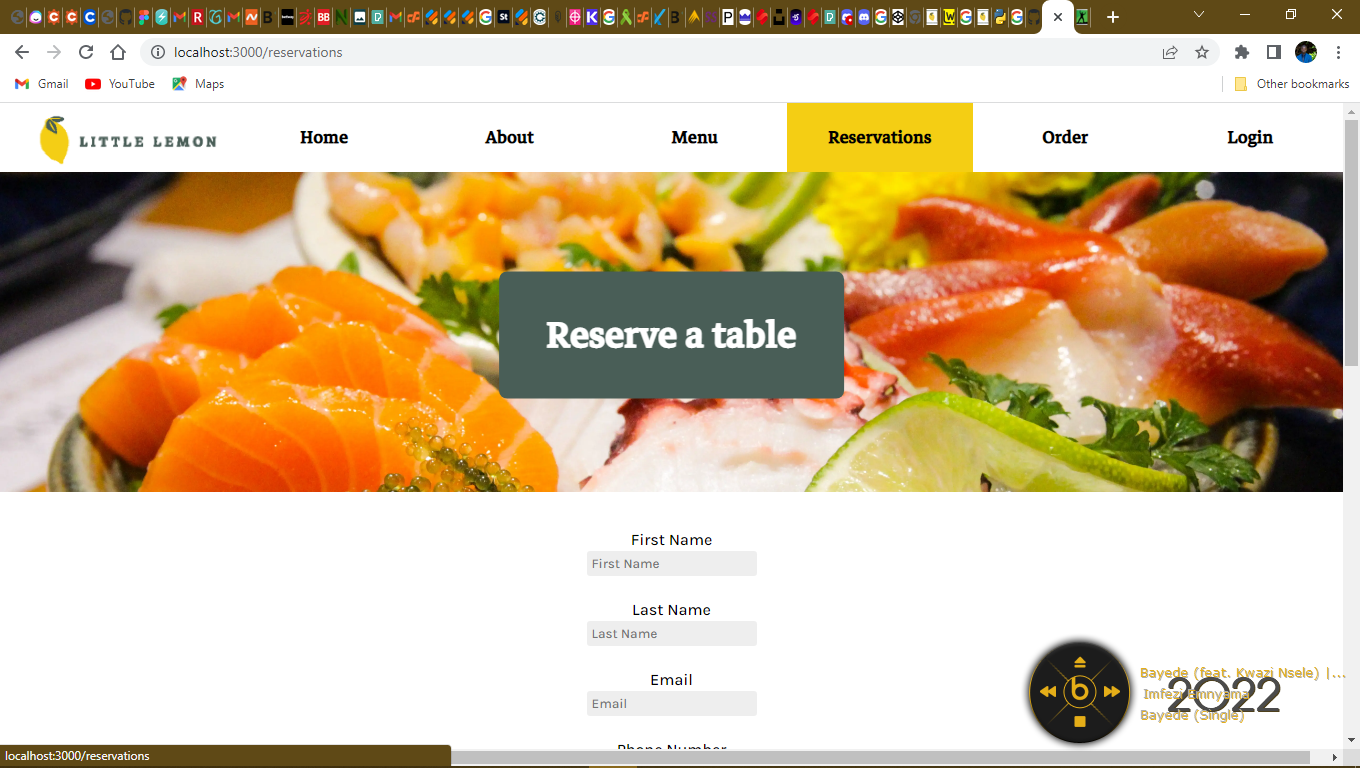 localhost:3000/reservations
Gmail
YouTube
Maps
Other bookmarks
LITTLE LEMON
Home
About
Menu
Reservations
Order
Login
Reserve a table
First Name
First Name
Last Name
Last Name
Email
Email
Phone Number
Bayede (feat. Kwazi Nsele) |...
Imfezi Emnyama
2022
Bayede (Single)
localhost:3000/reservations